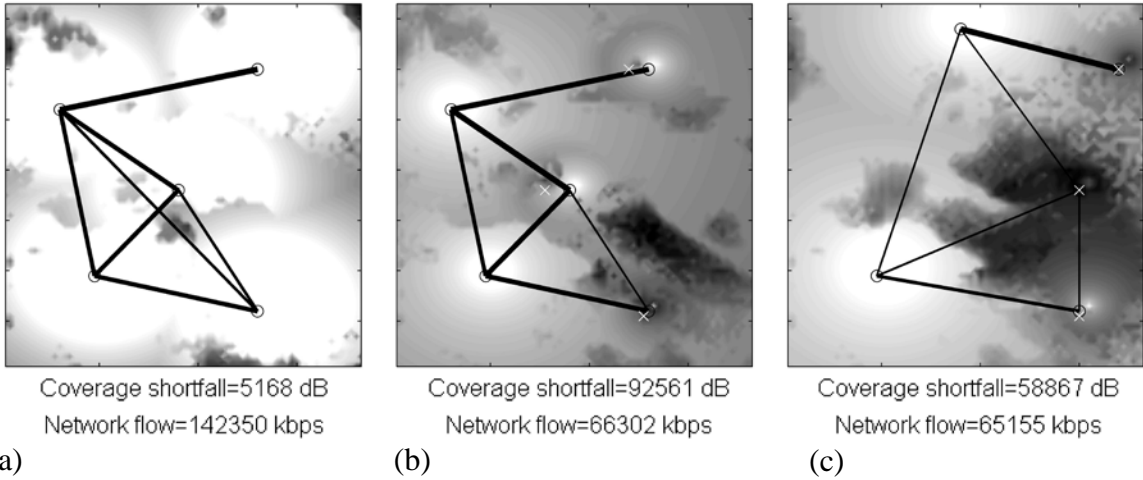 Coverage shortfall=5168 dB
Network flow=142350 kbps
a)
Coverage shortfall=92561 dB
Network flow=66302 kbps
(b)
Coverage shortfall=58867 dB
Network flow=65155 kbps
(c)